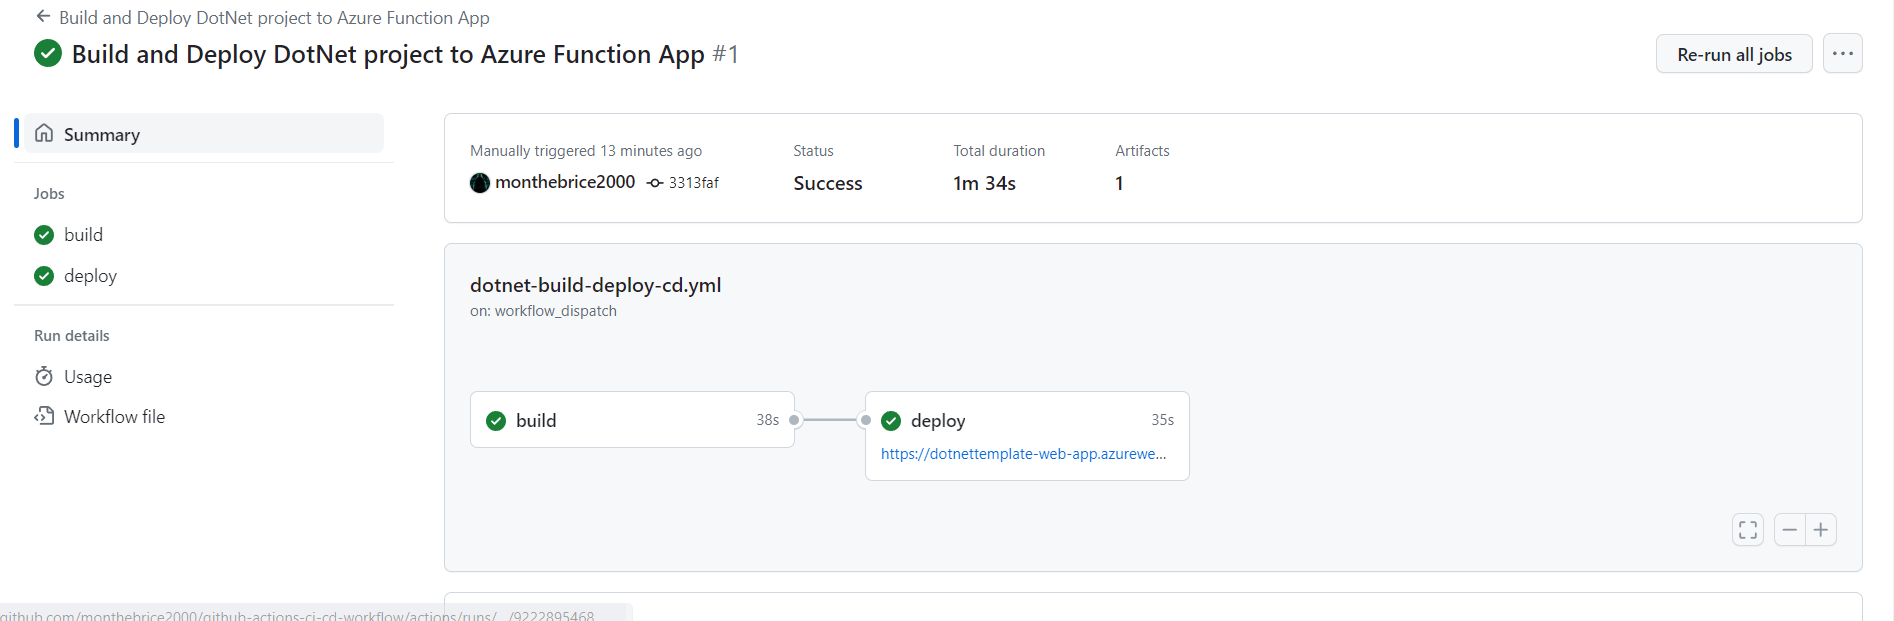 Build and Deploy DotNet project to Azure Function App
Build and Deploy DotNet project to Azure Function App #1
Re-run all jobs
Summary
Jobs
build
deploy
Run details
Usage
Workflow file
Manually triggered 13 minutes ago
monthebrice2000 3313faf
Status
Success
Total duration
1m 34s
Artifacts
1
dotnet-build-deploy-cd.yml
on: workflow_dispatch
build 38s
deploy 35s
https://dotnettemplate-web-app.azurewe...
github.com/monthebrice2000/github-actions-ci-cd-workflow/actions/runs/.../9222895468